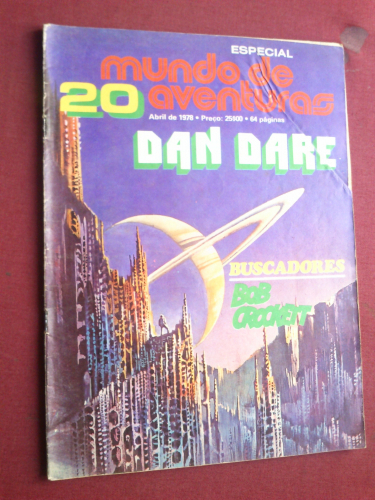 ESPECIAL
mundo de
20 aventuras
Abril de 1978 • Preço: 25$00 • 64 páginas
DAN DARE
BUSCADORES
BOB
CROCKETT